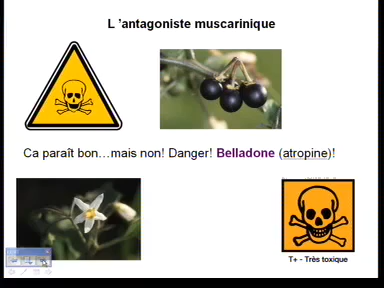 L ’antagoniste muscarinique
Ca paraît bon…mais non! Danger! Belladone (atropine)!
T+ - Très toxique